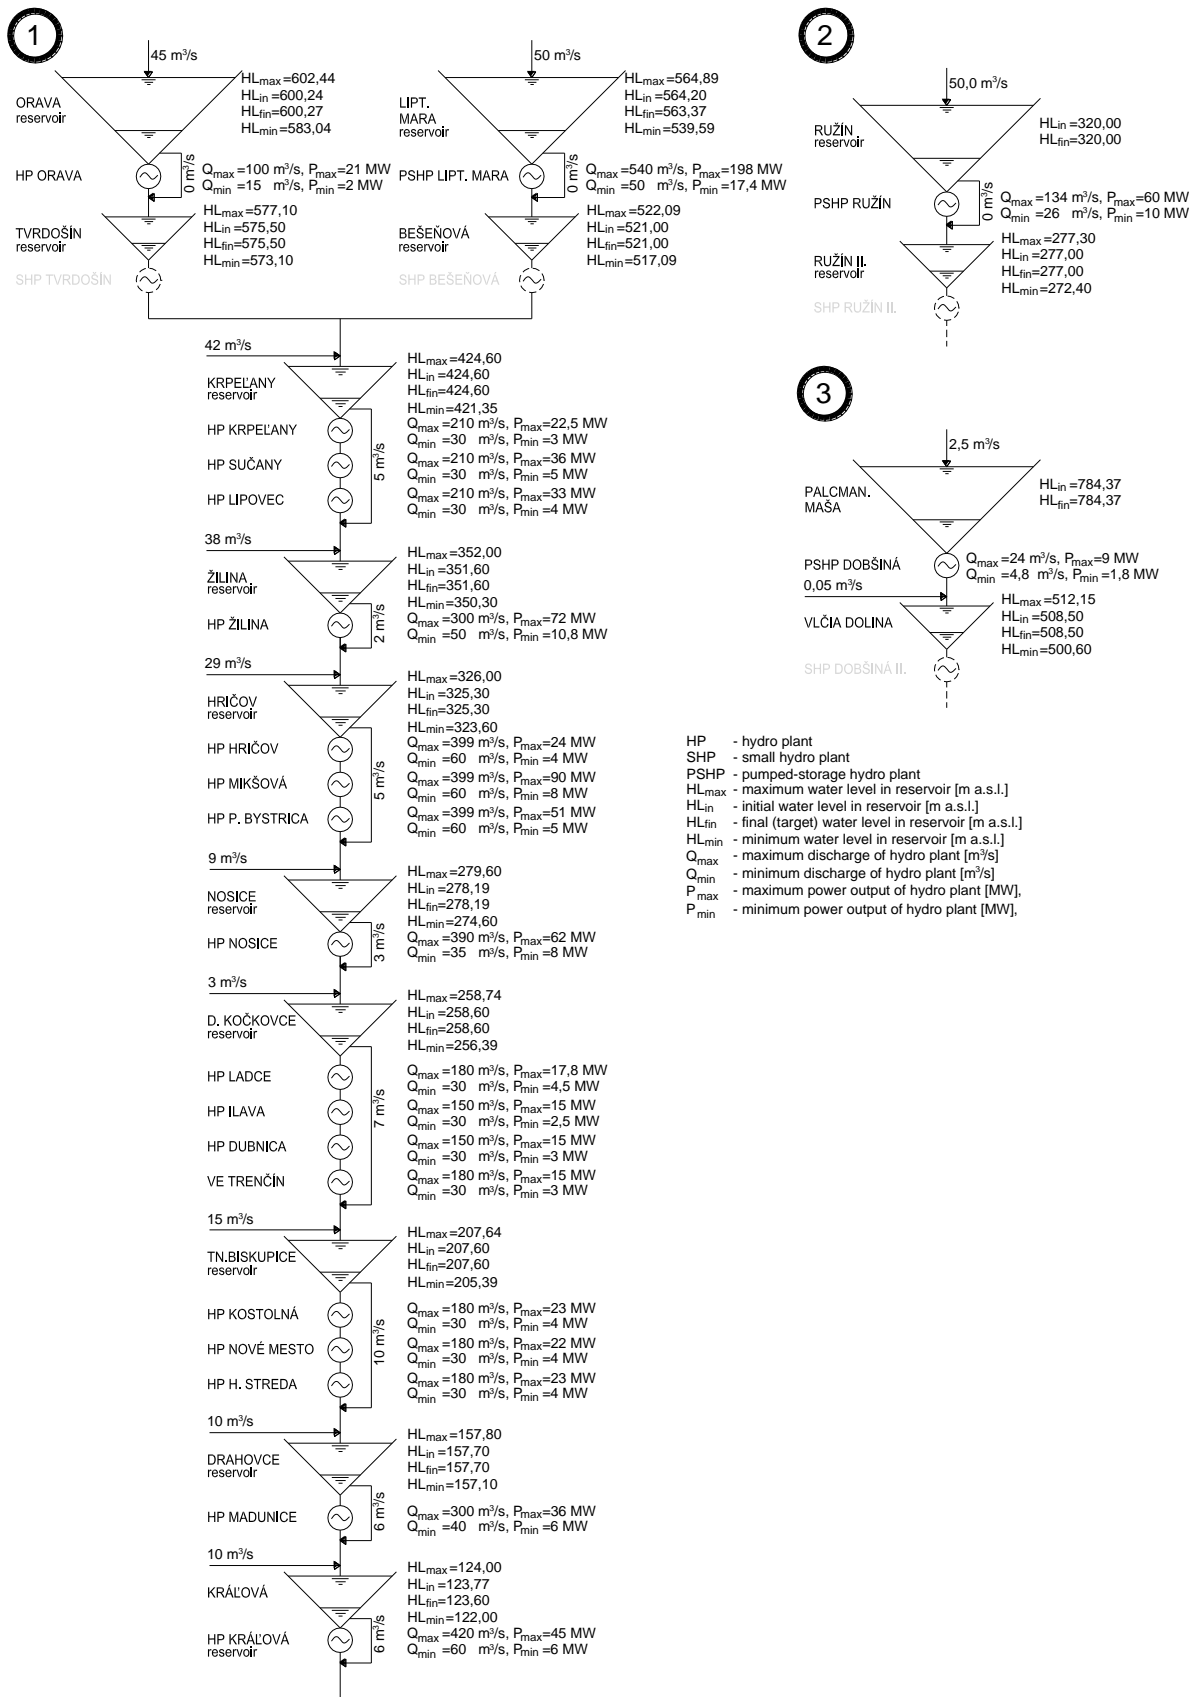 1
45 m³/s
HLmax=602,44
HLin =600,24
HLfin=600,27
HLmin=583,04
ORAVA
reservoir
0 m³/s
HP ORAVA
Qmax=100 m³/s, Pmax=21 MW
Qmin =15 m³/s, Pmin=2 MW
HLmax=577,10
HLin =575,50
HLfin=575,50
HLmin=573,10
TVRDOŠÍN
reservoir
SHP TVRDOŠÍN
50 m³/s
HLmax=564,89
HLin =564,20
HLfin=563,37
HLmin=539,59
LIPT.
MARA
reservoir
0 m³/s
PSHP LIPT. MARA
Qmax=540 m³/s, Pmax=198 MW
Qmin =50 m³/s, Pmin=17,4 MW
HLmax=522,09
HLin =521,00
HLfin=521,00
HLmin=517,09
BEŠEŇOVÁ
reservoir
SHP BEŠEŇOVÁ
42 m³/s
HLmax=424,60
HLin =424,60
HLfin=424,60
HLmin=421,35
KRPEĽANY
reservoir
HP KRPEĽANY
Qmax=210 m³/s, Pmax=22,5 MW
Qmin =30 m³/s, Pmin =3 MW
5 m³/s
HP SUČANY
Qmax=210 m³/s, Pmax=36 MW
Qmin =30 m³/s, Pmin =5 MW
HP LIPOVEC
Qmax=210 m³/s, Pmax=33 MW
Qmin =30 m³/s, Pmin =4 MW
38 m³/s
HLmax=352,00
HLin =351,60
HLfin=351,60
HLmin=350,30
ŽILINA
reservoir
2 m³/s
HP ŽILINA
Qmax=300 m³/s, Pmax=72 MW
Qmin =50 m³/s, Pmin =10,8 MW
29 m³/s
HLmax=326,00
HLin =325,30
HLfin=325,30
HLmin=323,60
HRIČOV
reservoir
HP HRIČOV
Qmax=399 m³/s, Pmax=24 MW
Qmin =60 m³/s, Pmin =4 MW
5 m³/s
HP MIKŠOVÁ
Qmax=399 m³/s, Pmax=90 MW
Qmin =60 m³/s, Pmin =8 MW
HP P. BYSTRICA
Qmax=399 m³/s, Pmax=51 MW
Qmin =60 m³/s, Pmin =5 MW
9 m³/s
HLmax=279,60
HLin =278,19
HLfin=278,19
HLmin=274,60
NOSICE
reservoir
3 m³/s
HP NOSICE
Qmax=390 m³/s, Pmax=62 MW
Qmin =35 m³/s, Pmin =8 MW
3 m³/s
HLmax=258,74
HLin =258,60
HLfin=258,60
HLmin=256,39
D. KOČKOVCE
reservoir
HP LADCE
Qmax=180 m³/s, Pmax=17,8 MW
Qmin =30 m³/s, Pmin =4,5 MW
7 m³/s
HP ILAVA
Qmax=150 m³/s, Pmax=15 MW
Qmin =30 m³/s, Pmin =2,5 MW
HP DUBNICA
Qmax=150 m³/s, Pmax=15 MW
Qmin =30 m³/s, Pmin =3 MW
VE TRENČÍN
Qmax=180 m³/s, Pmax=15 MW
Qmin =30 m³/s, Pmin =3 MW
15 m³/s
HLmax=207,64
HLin =207,60
HLfin=207,60
HLmin=205,39
TN.BISKUPICE
reservoir
HP KOSTOLNÁ
Qmax=180 m³/s, Pmax=23 MW
Qmin =30 m³/s, Pmin =4 MW
10 m³/s
HP NOVÉ MESTO
Qmax=180 m³/s, Pmax=22 MW
Qmin =30 m³/s, Pmin =4 MW
HP H. STREDA
Qmax=180 m³/s, Pmax=23 MW
Qmin =30 m³/s, Pmin =4 MW
10 m³/s
HLmax=157,80
HLin =157,70
HLfin=157,70
HLmin=157,10
DRAHOVCE
reservoir
6 m³/s
HP MADUNICE
Qmax=300 m³/s, Pmax=36 MW
Qmin =40 m³/s, Pmin =6 MW
10 m³/s
HLmax=124,00
HLin =123,77
HLfin=123,60
HLmin=122,00
KRÁĽOVÁ
6 m³/s
HP KRÁĽOVÁ
reservoir
Qmax=420 m³/s, Pmax=45 MW
Qmin =60 m³/s, Pmin =6 MW
2
50,0 m³/s
HLin =320,00
HLfin=320,00
RUŽÍN
reservoir
0 m³/s
PSHP RUŽÍN
Qmax=134 m³/s, Pmax=60 MW
Qmin =26 m³/s, Pmin=10 MW
HLmax=277,30
HLin =277,00
HLfin=277,00
HLmin=272,40
RUŽÍN II.
reservoir
SHP RUŽÍN II.
3
2,5 m³/s
HLin =784,37
HLfin=784,37
PALCMAN.
MAŠA
PSHP DOBŠINÁ
Qmax=24 m³/s, Pmax=9 MW
Qmin =4,8 m³/s, Pmin =1,8 MW
0,05 m³/s
HLmax=512,15
HLin =508,50
HLfin=508,50
HLmin=500,60
VLČIA DOLINA
SHP DOBŠINÁ II.
HP - hydro plant
SHP - small hydro plant
PSHP - pumped-storage hydro plant
HLmax - maximum water level in reservoir [m a.s.l.]
HLin - initial water level in reservoir [m a.s.l.]
HLfin - final (target) water level in reservoir [m a.s.l.]
HLmin - minimum water level in reservoir [m a.s.l.]
Qmax - maximum discharge of hydro plant [m³/s]
Qmin - minimum discharge of hydro plant [m³/s]
Pmax - maximum power output of hydro plant [MW],
Pmin - minimum power output of hydro plant [MW],